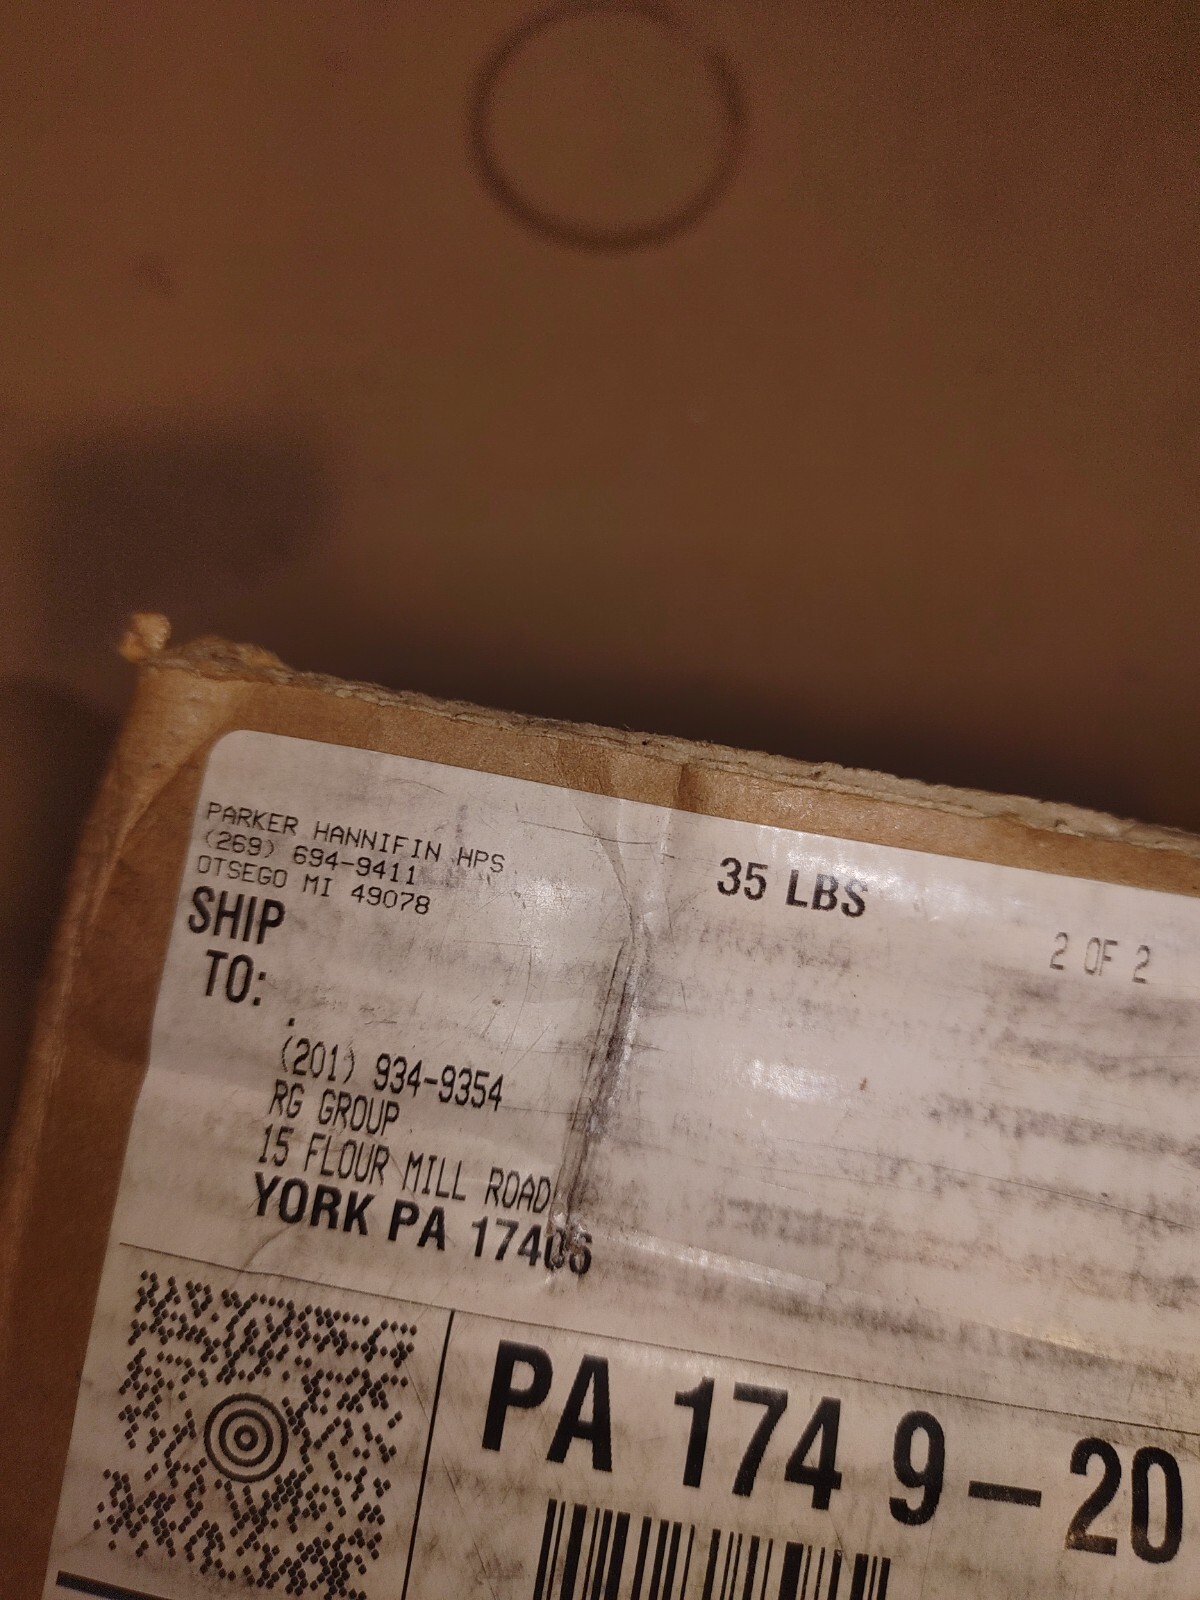 PARKER HANNIFIN HPS
(269) 694-9411
OTSEGO MI 49078
35 LBS
2 OF 2
SHIP
TO:
.
(201) 934-9354
RG GROUP
15 FLOUR MILL ROAD
YORK PA 17406
PA 174 9-20